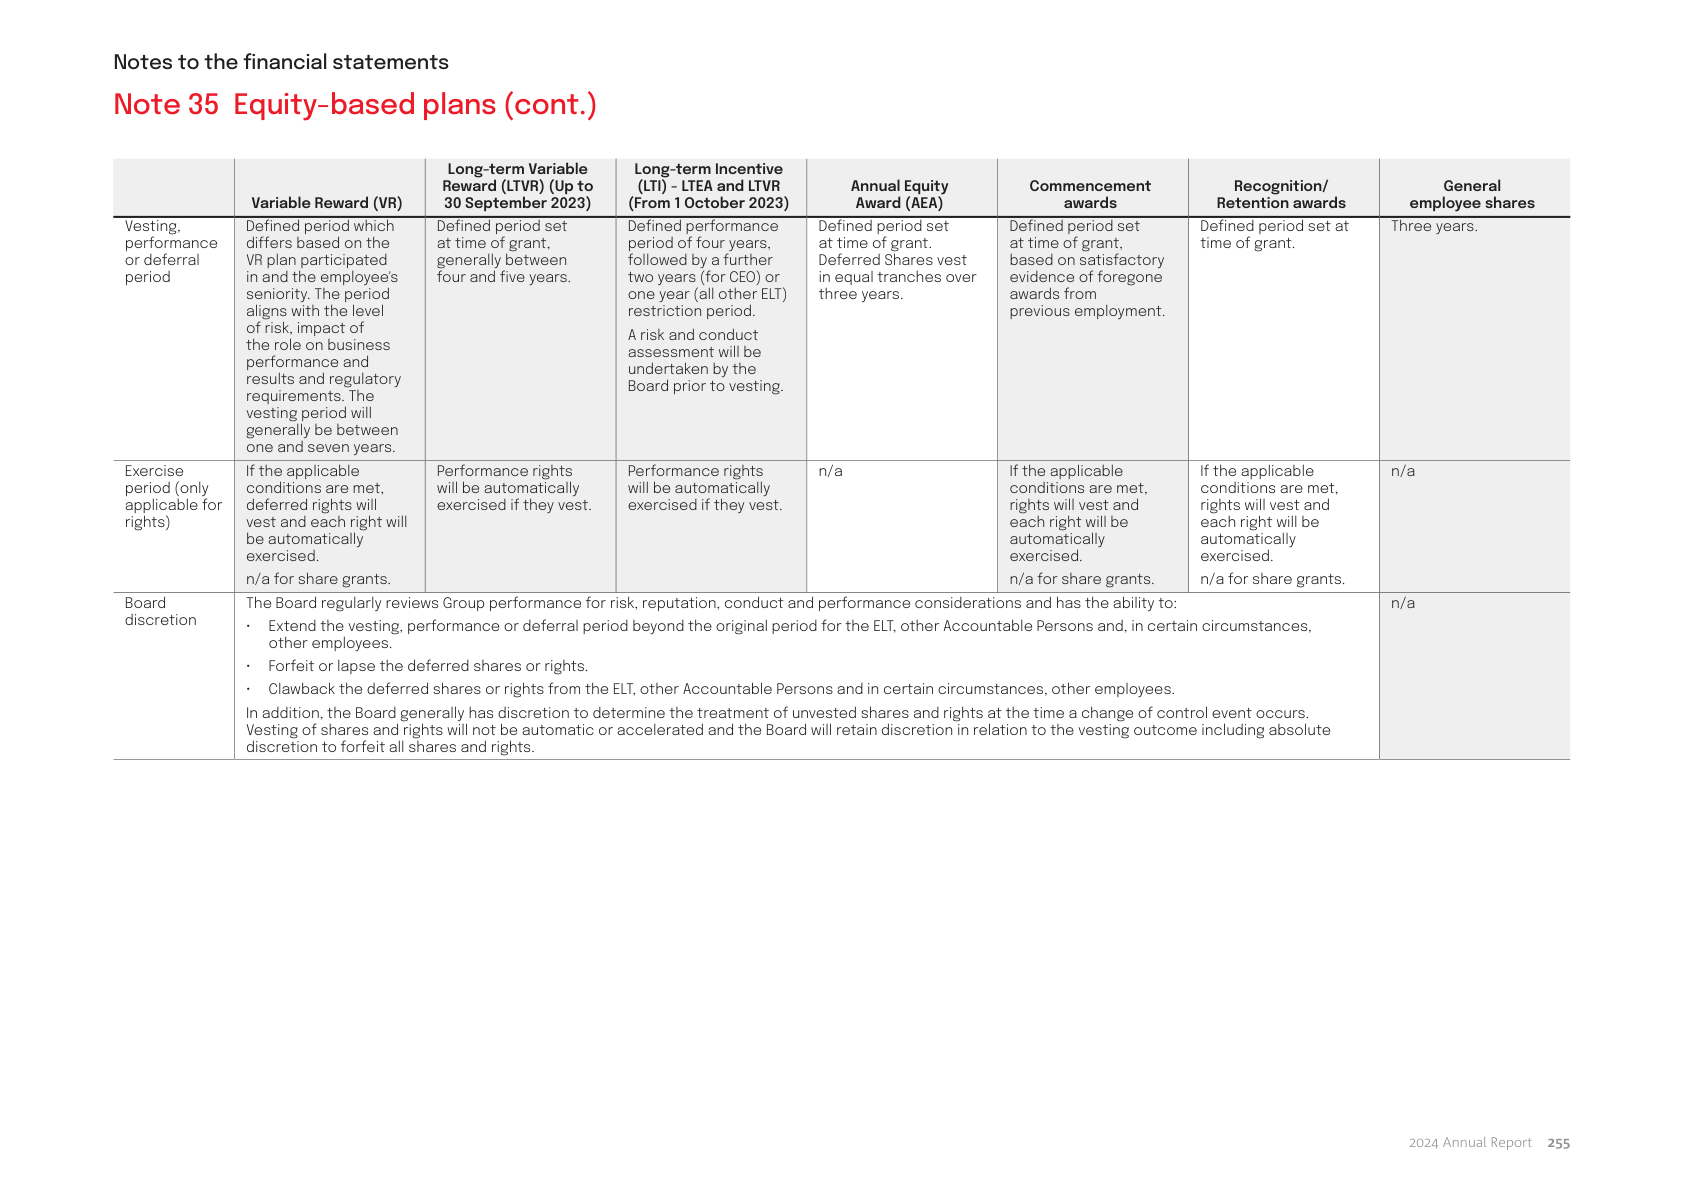 Notes to the financial statements
Note 35 Equity-based plans (cont.)
Variable Reward (VR)
Long-term Variable
Reward (LTVR) (Up to
30 September 2023)
Long-term Incentive
(LTI) - LTEA and LTVR
(From 1 October 2023)
Annual Equity
Award (AEA)
Commencement
awards
Recognition/
Retention awards
General
employee shares
Vesting,
performance
or deferral
period
Defined period which
differs based on the
VR plan participated
in and the employee's
seniority. The period
aligns with the level
of risk, impact of
the role on business
performance and
results and regulatory
requirements. The
vesting period will
generally be between
one and seven years.
Defined period set
at time of grant,
generally between
four and five years.
Defined performance
period of four years,
followed by a further
two years (for CEO) or
one year (all other ELT)
restriction period.
A risk and conduct
assessment will be
undertaken by the
Board prior to vesting.
Defined period set
at time of grant.
Deferred Shares vest
in equal tranches over
three years.
Defined period set
at time of grant,
based on satisfactory
evidence of foregone
awards from
previous employment.
Defined period set at
time of grant.
Three years.
Exercise
period (only
applicable for
rights)
If the applicable
conditions are met,
deferred rights will
vest and each right will
be automatically
exercised.
n/a for share grants.
Performance rights
will be automatically
exercised if they vest.
Performance rights
will be automatically
exercised if they vest.
n/a
If the applicable
conditions are met,
rights will vest and
each right will be
automatically
exercised.
n/a for share grants.
If the applicable
conditions are met,
rights will vest and
each right will be
automatically
exercised.
n/a for share grants.
n/a
Board
discretion
The Board regularly reviews Group performance for risk, reputation, conduct and performance considerations and has the ability to:
• Extend the vesting, performance or deferral period beyond the original period for the ELT, other Accountable Persons and, in certain circumstances,
other employees.
• Forfeit or lapse the deferred shares or rights.
• Clawback the deferred shares or rights from the ELT, other Accountable Persons and in certain circumstances, other employees.
In addition, the Board generally has discretion to determine the treatment of unvested shares and rights at the time a change of control event occurs.
Vesting of shares and rights will not be automatic or accelerated and the Board will retain discretion in relation to the vesting outcome including absolute
discretion to forfeit all shares and rights.
n/a
2024 Annual Report 255